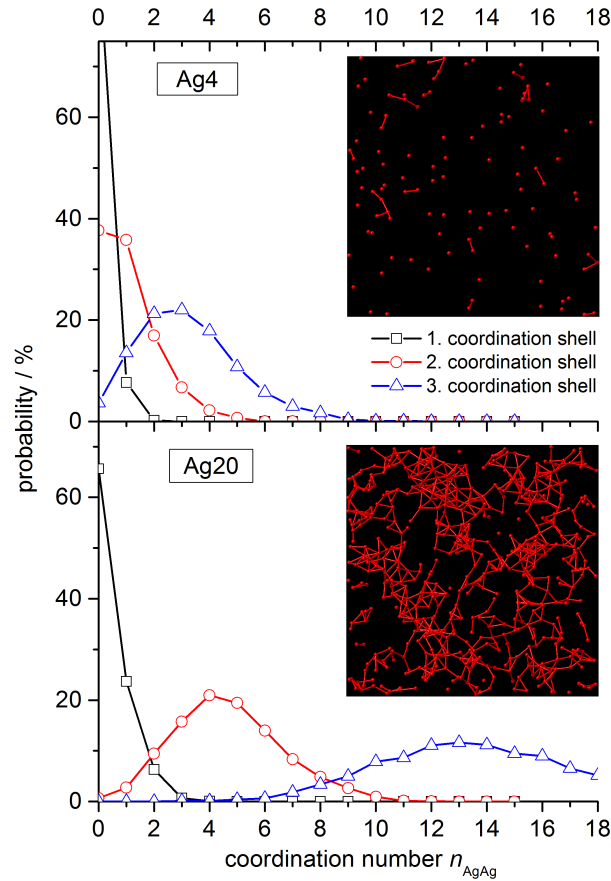 0 2 4 6 8 10 12 14 16 18
Ag4
60
40
20
0
1. coordination shell
2. coordination shell
3. coordination shell
probability / %
Ag20
60
40
20
0
0 2 4 6 8 10 12 14 16 18
coordination number nAgAg